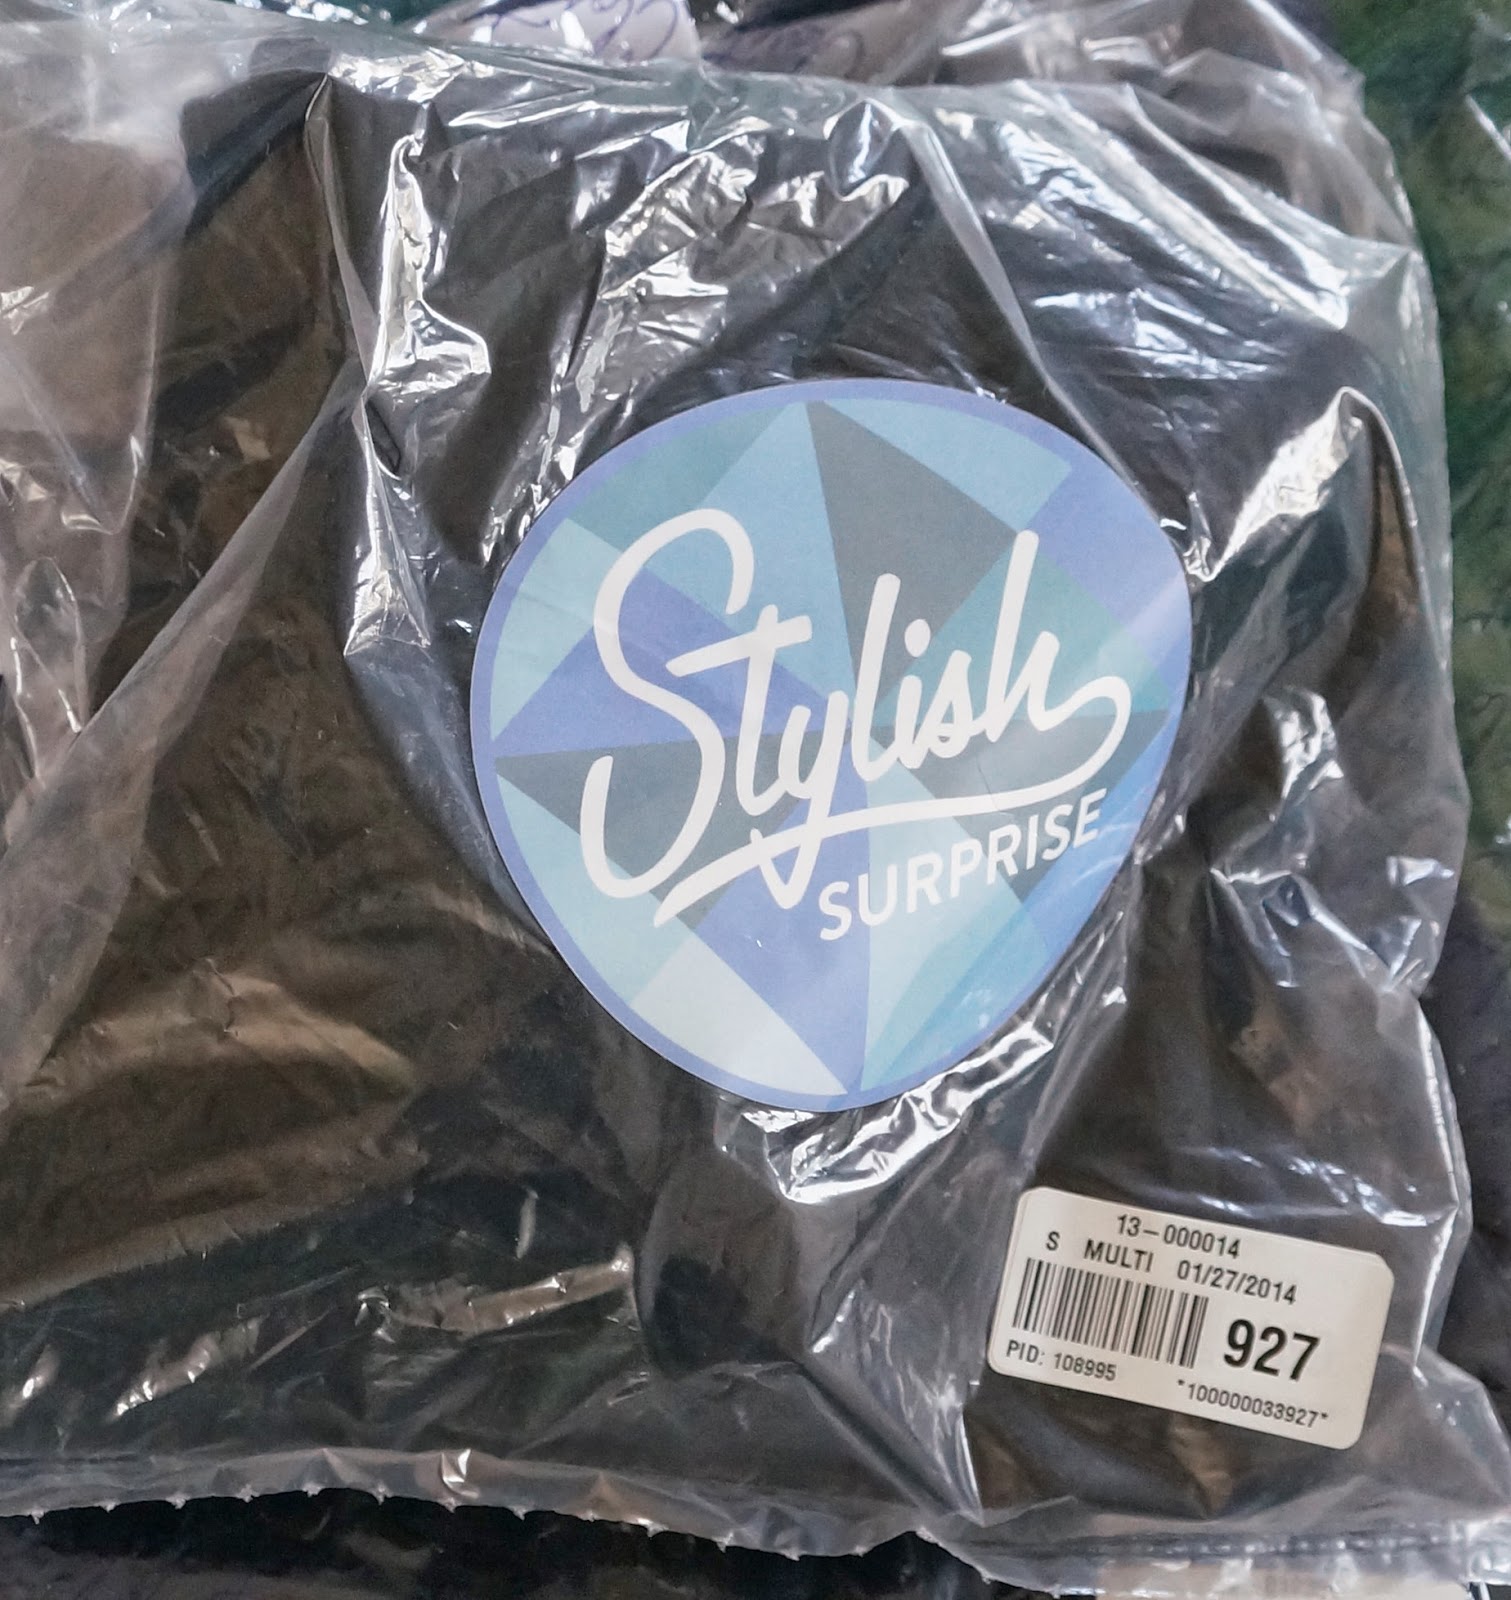 Stylish
SURPRISE
13-000014
S MULTI 01/27/2014
927
PID: 108995
*100000033927*